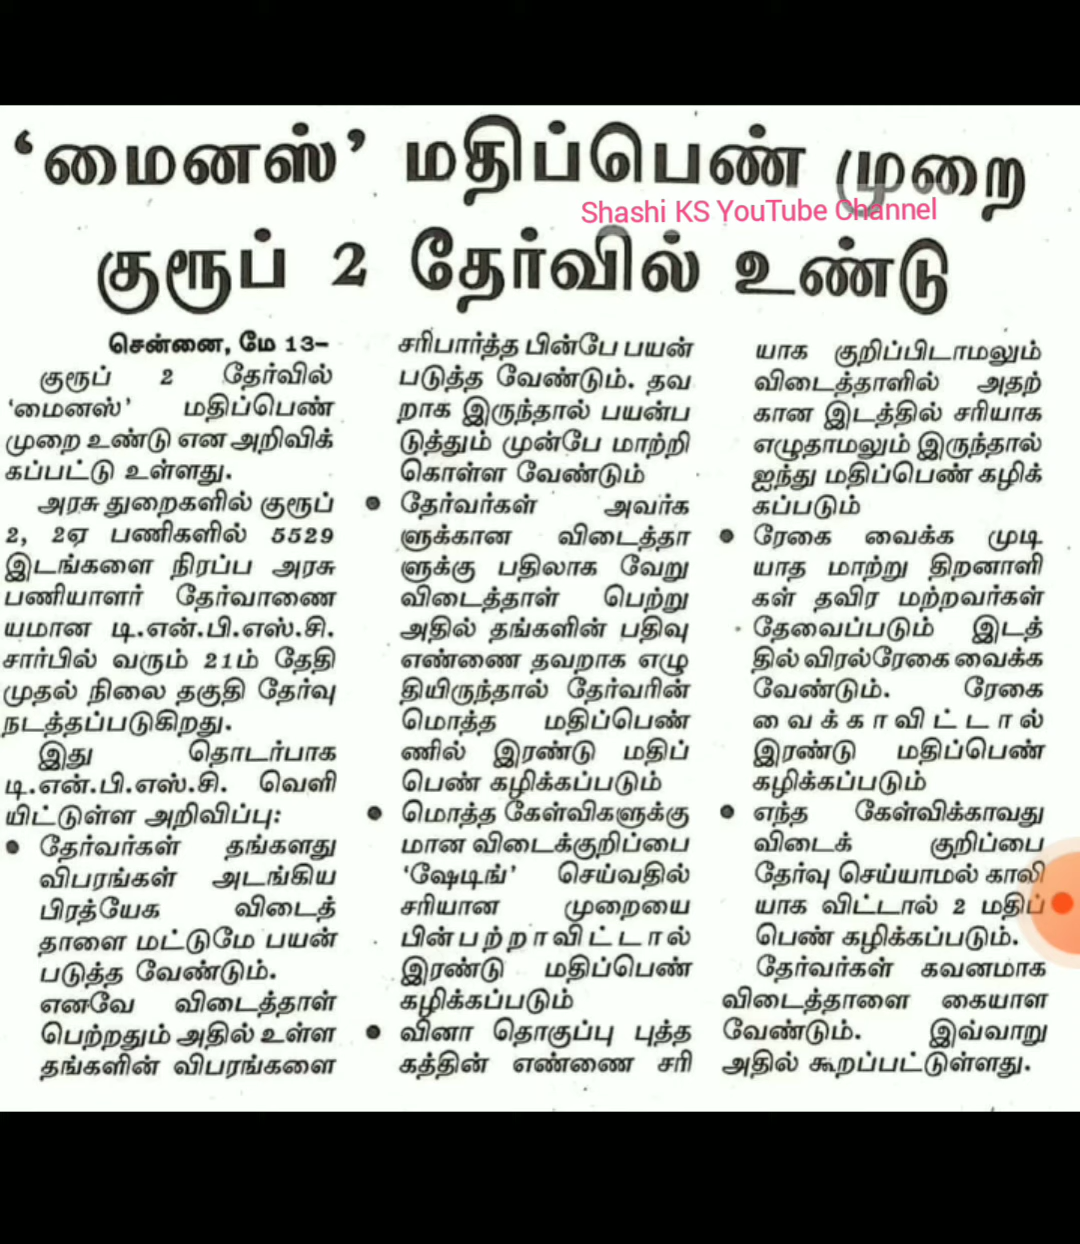 ‘மைனஸ்’ மதிப்பெண் முறை
Shashi KS YouTube Channel
குரூப் 2 தேர்வில் உண்டு
சென்னை, மே 13–
குரூப் 2 தேர்வில்
‘மைனஸ்’ மதிப்பெண்
முறை உண்டு என அறிவிக்
கப்பட்டு உள்ளது.
அரசு துறைகளில் குரூப்
2, 2ஏ பணிகளில் 5529
இடங்களை நிரப்ப அரசு
பணியாளர் தேர்வாணை
யமான டி.என்.பி.எஸ்.சி.
சார்பில் வரும் 21ம் தேதி
முதல் நிலை தகுதி தேர்வு
நடத்தப்படுகிறது.
இது தொடர்பாக
டி.என்.பி.எஸ்.சி. வெளி
யிட்டுள்ள அறிவிப்பு:
● தேர்வர்கள் தங்களது
விபரங்கள் அடங்கிய
பிரத்யேக விடைத்
தாளை மட்டுமே பயன்
படுத்த வேண்டும்.
எனவே விடைத்தாள்
பெற்றதும் அதில் உள்ள
தங்களின் விபரங்களை
சரிபார்த்த பின்பே பயன்
படுத்த வேண்டும். தவ
றாக இருந்தால் பயன்ப
டுத்தும் முன்பே மாற்றி
கொள்ள வேண்டும்
● தேர்வர்கள் அவர்க
ளுக்கான விடைத்தா
ளுக்கு பதிலாக வேறு
விடைத்தாள் பெற்று
அதில் தங்களின் பதிவு
எண்ணை தவறாக எழு
தியிருந்தால் தேர்வரின்
மொத்த மதிப்பெண்
ணில் இரண்டு மதிப்
பெண் கழிக்கப்படும்
● மொத்த கேள்விகளுக்கு
மான விடைக்குறிப்பை
‘ஷேடிங்’ செய்வதில்
சரியான முறையை
பின்பற்றாவிட்டால்
இரண்டு மதிப்பெண்
கழிக்கப்படும்
● வினா தொகுப்பு புத்த
கத்தின் எண்ணை சரி
யாக குறிப்பிடாமலும்
விடைத்தாளில் அதற்
கான இடத்தில் சரியாக
எழுதாமலும் இருந்தால்
ஐந்து மதிப்பெண் கழிக்
கப்படும்
● ரேகை வைக்க முடி
யாத மாற்று திறனாளி
கள் தவிர மற்றவர்கள்
தேவைப்படும் இடத்
தில் விரல்ரேகை வைக்க
வேண்டும். ரேகை
வைக்காவிட்டால்
இரண்டு மதிப்பெண்
கழிக்கப்படும்
● எந்த கேள்விக்காவது
விடைக் குறிப்பை
தேர்வு செய்யாமல் காலி
யாக விட்டால் 2 மதிப்
பெண் கழிக்கப்படும்.
தேர்வர்கள் கவனமாக
விடைத்தாளை கையாள
வேண்டும். இவ்வாறு
அதில் கூறப்பட்டுள்ளது.